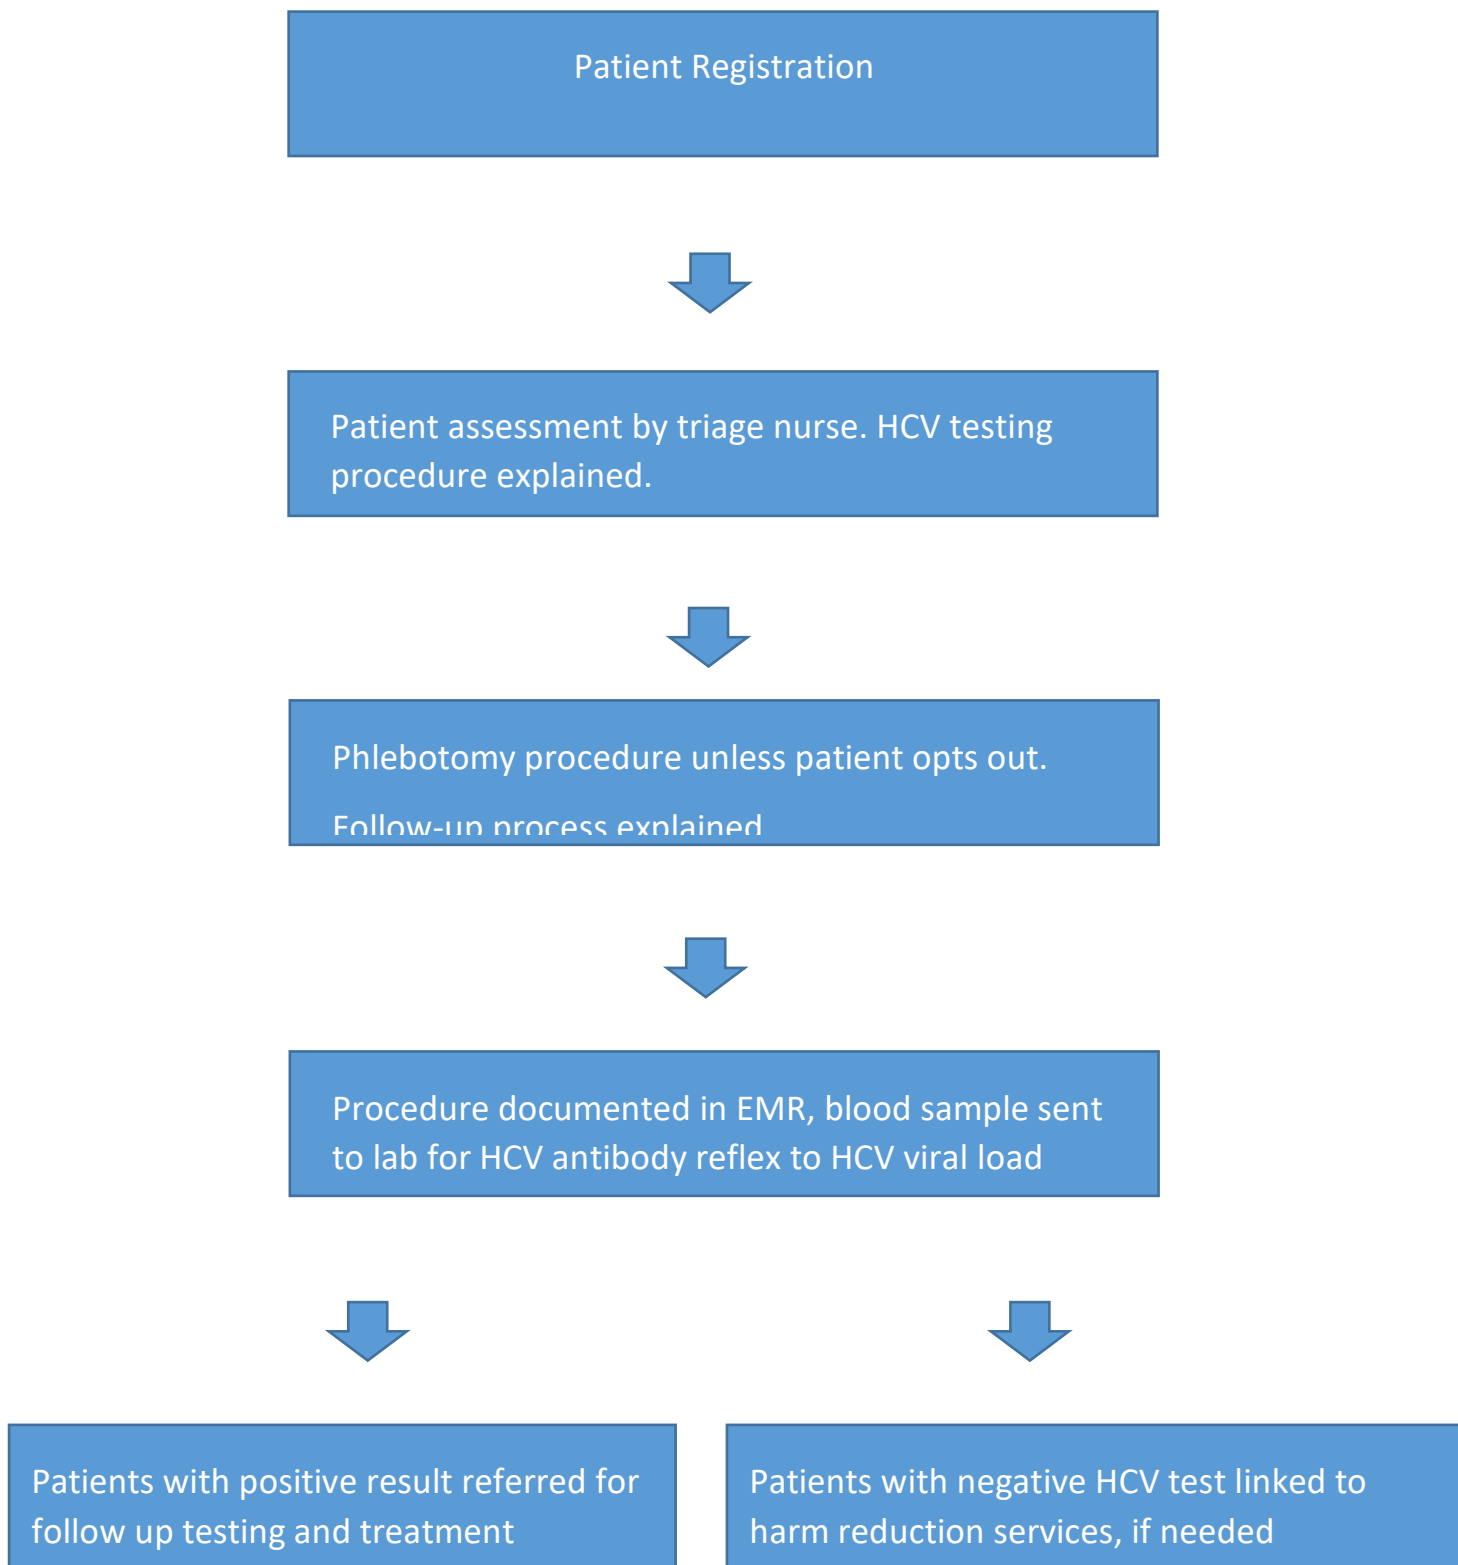 Patient Registration
Patient assessment by triage nurse. HCV testing
procedure explained.
Phlebotomy procedure unless patient opts out.
Follow-up process explained
Procedure documented in EMR, blood sample sent
to lab for HCV antibody reflex to HCV viral load
Patients with positive result referred for
follow up testing and treatment
Patients with negative HCV test linked to
harm reduction services, if needed